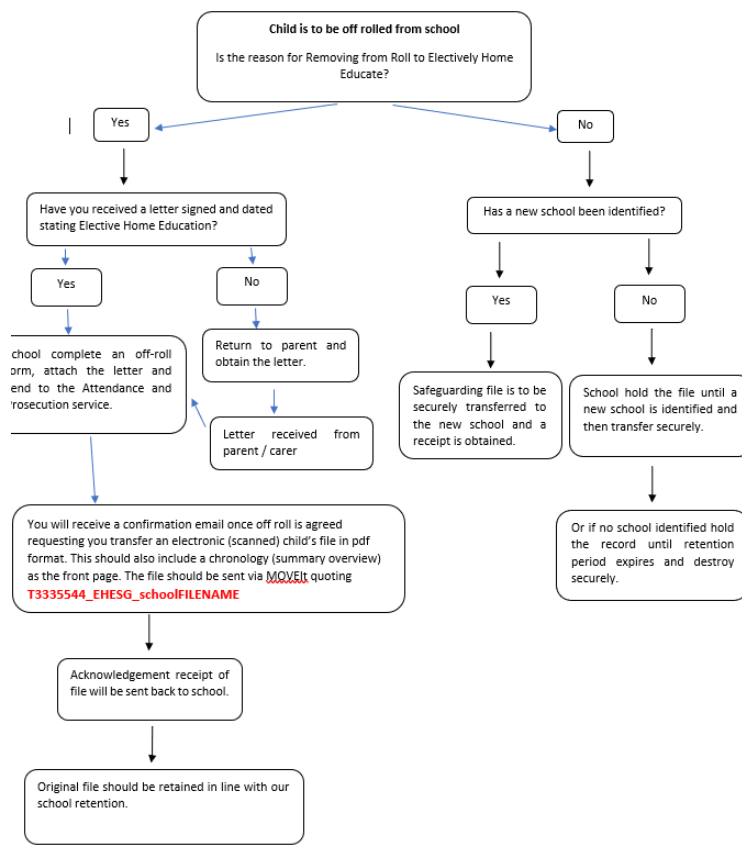 Child is to be off rolled from school
Is the reason for Removing from Roll to Electively Home
Educate?
Yes
No
Have you received a letter signed and dated
stating Elective Home Education?
Has a new school been identified?
Yes
No
Yes
No
chool complete an off-roll
orm, attach the letter and
end to the Attendance and
rosecution service.
Return to parent and
obtain the letter.
Letter received from
parent / carer
Safeguarding file is to be
securely transferred to
the new school and a
receipt is obtained.
School hold the file until a
new school is identified and
then transfer securely.
You will receive a confirmation email once off roll is agreed
requesting you transfer an electronic (scanned) child's file in pdf
format. This should also include a chronology (summary overview)
as the front page. The file should be sent via MOVEIt quoting
T3335544_EHESG_schoolFILENAME
Or if no school identified hold
the record until retention
period expires and destroy
securely.
Acknowledgement receipt of
file will be sent back to school.
Original file should be retained in line with our
school retention.